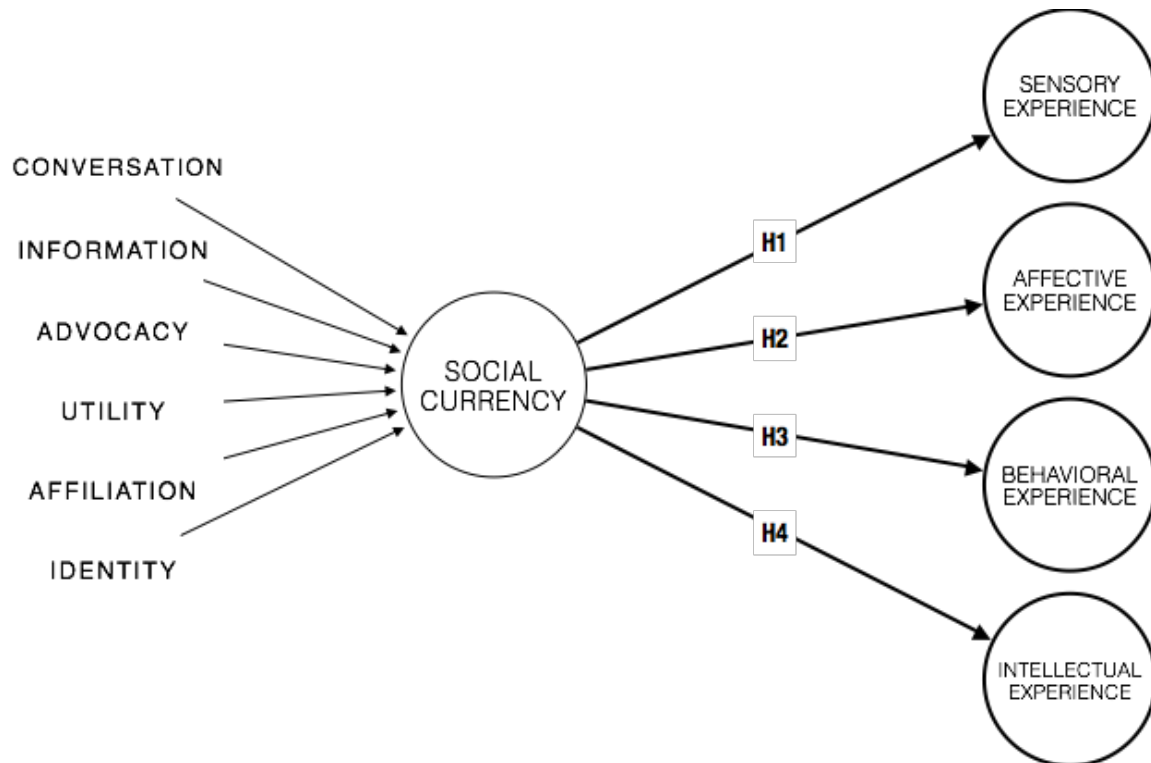 CONVERSATION
INFORMATION
ADVOCACY
UTILITY
AFFILIATION
IDENTITY
SOCIAL
CURRENCY
H1
H2
H3
H4
SENSORY
EXPERIENCE
AFFECTIVE
EXPERIENCE
BEHAVIORAL
EXPERIENCE
INTELLECTUAL
EXPERIENCE